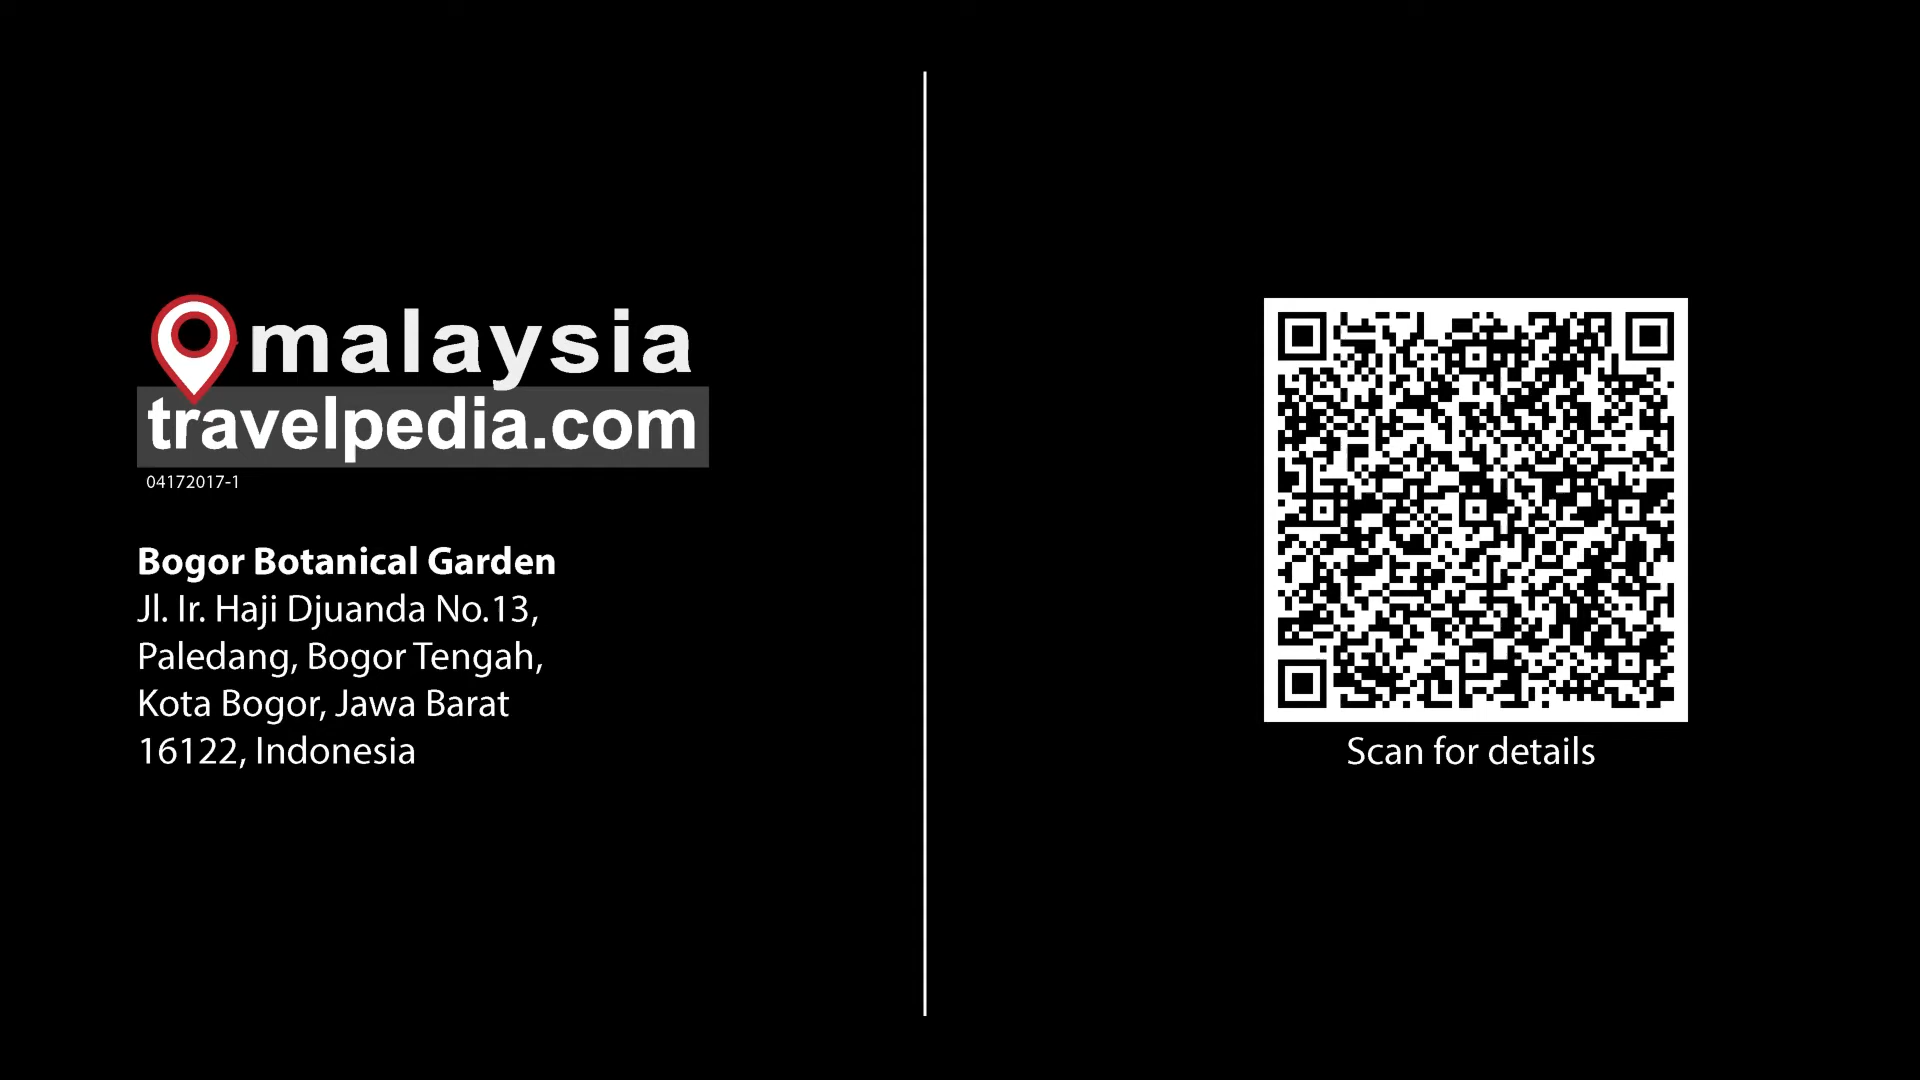 malaysia
travelpedia.com
04172017-1
Bogor Botanical Garden
Jl. Ir. Haji Djuanda No.13,
Paledang, Bogor Tengah,
Kota Bogor, Jawa Barat
16122, Indonesia
Scan for details